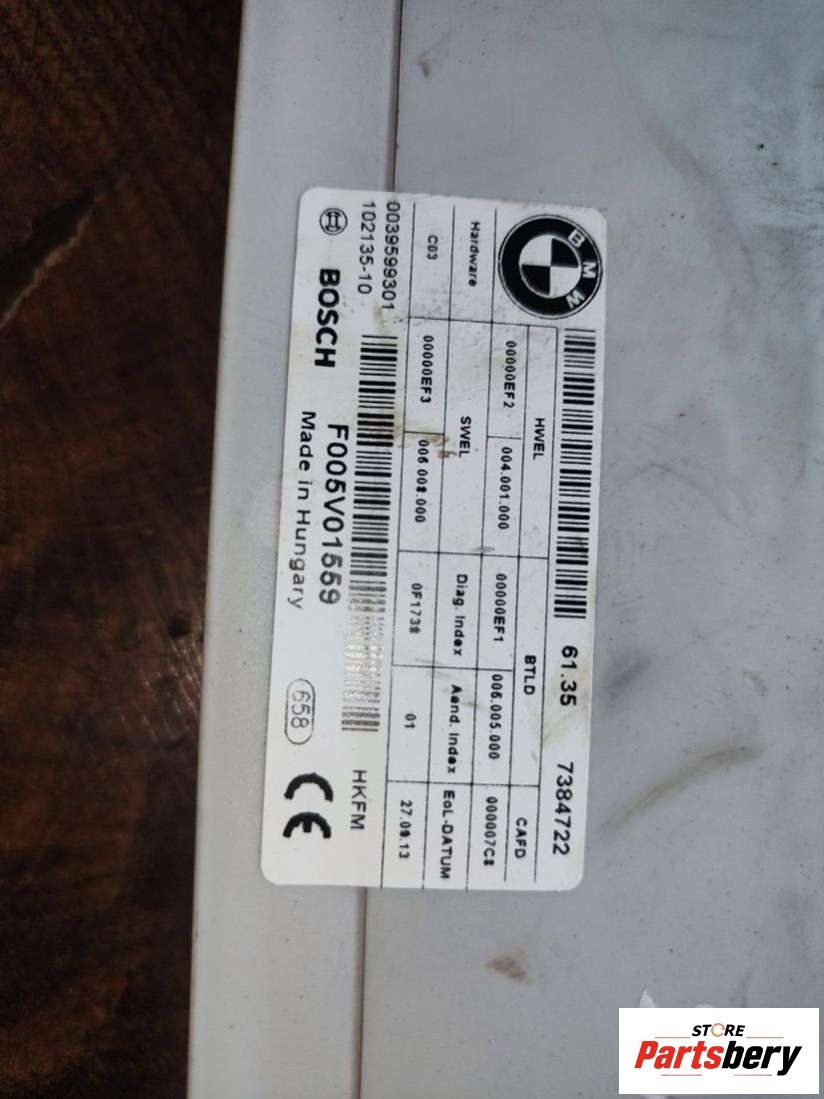 BMW
61.35 7384722
Hardware HWEL BTLD CAFD
00000EF2 004.001.000 00000EF1 006.005.000 000007C8
C03 SWEL Diag. Index Aend. Index EoL-DATUM
00000EF3 006.008.000 0F1738 01 27.09.13
0039599301
102135-10 HKFM
BOSCH F005V01559
Made in Hungary 658 CE
STORE
Partsbery